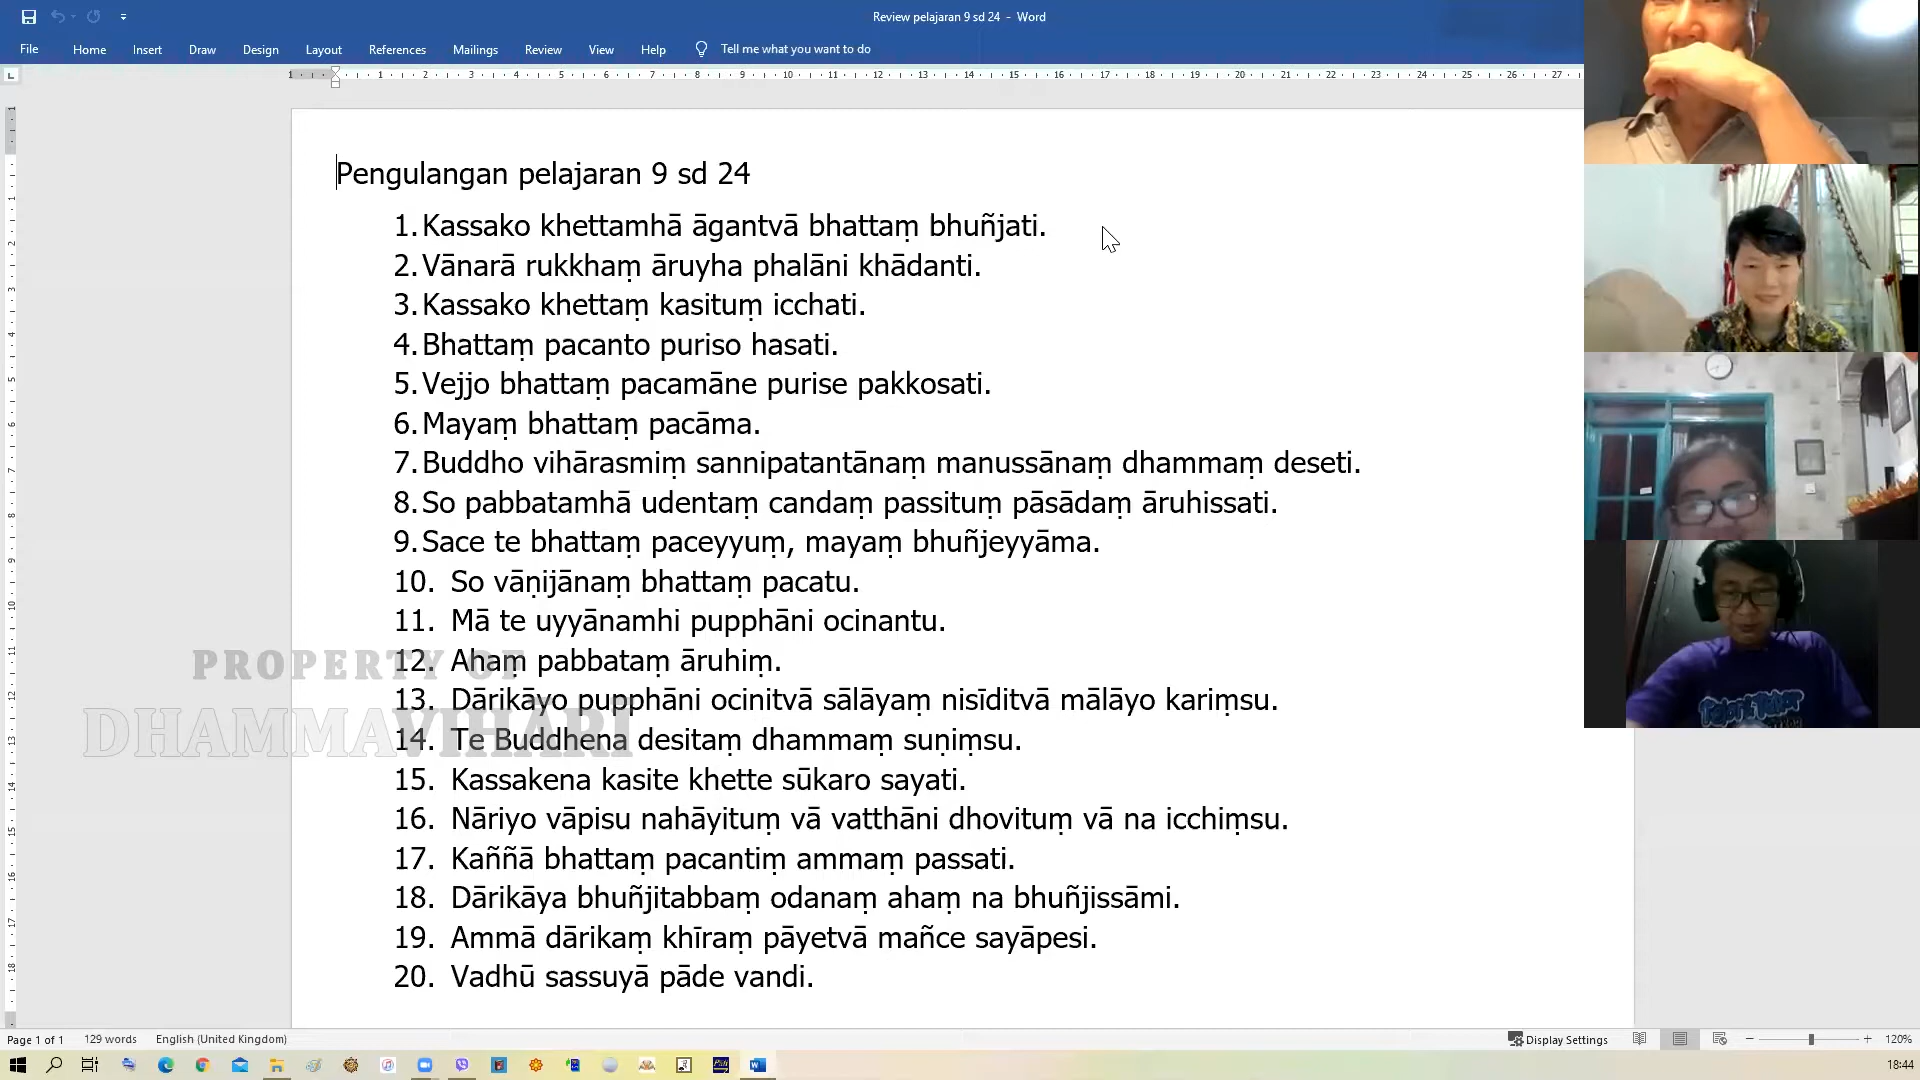 Review pelajaran 9 sd 24 - Word
File Home Insert Draw Design Layout References Mailings Review View Help Tell me what you want to do
Pengulangan pelajaran 9 sd 24
1. Kassako khettamhā āgantvā bhattaṃ bhuñjati.
2. Vānarā rukkhaṃ āruyha phalāni khādanti.
3. Kassako khettaṃ kasituṃ icchati.
4. Bhattaṃ pacanto puriso hasati.
5. Vejjo bhattaṃ pacamāne purise pakkosati.
6. Mayaṃ bhattaṃ pacāma.
7. Buddho vihārasmiṃ sannipatantānaṃ manussānaṃ dhammaṃ deseti.
8. So pabbatamhā udentaṃ candaṃ passituṃ pāsādaṃ āruhissati.
9. Sace te bhattaṃ paceyyuṃ, mayaṃ bhuñjeyyāma.
10. So vāṇijānaṃ bhattaṃ pacatu.
11. Mā te uyyānamhi pupphāni ocinantu.
12. Ahaṃ pabbataṃ āruhiṃ.
13. Dārikāyo pupphāni ocinitvā sālāyaṃ nisīditvā mālāyo kariṃsu.
14. Te Buddhena desitaṃ dhammaṃ suṇiṃsu.
15. Kassakena kasite khette sūkaro sayati.
16. Nāriyo vāpisu nahāyituṃ vā vatthāni dhovituṃ vā na icchiṃsu.
17. Kaññā bhattaṃ pacantiṃ ammaṃ passati.
18. Dārikāya bhuñjitabbaṃ odanaṃ ahaṃ na bhuñjissāmi.
19. Ammā dārikaṃ khīraṃ pāyetvā mañce sayāpesi.
20. Vadhū sassuyā pāde vandi.
PROPERTY OF
DHAMMAVIHĀRĪ
Page 1 of 1 129 words English (United Kingdom) Display Settings 120%
18:44